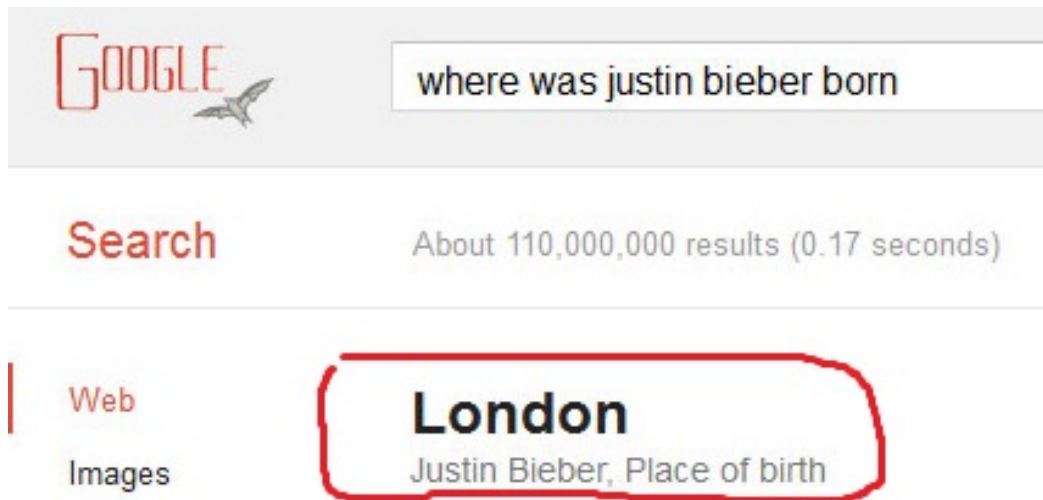 GOOGLE
where was justin bieber born
Search
About 110,000,000 results (0.17 seconds)
Web
London
Images
Justin Bieber, Place of birth